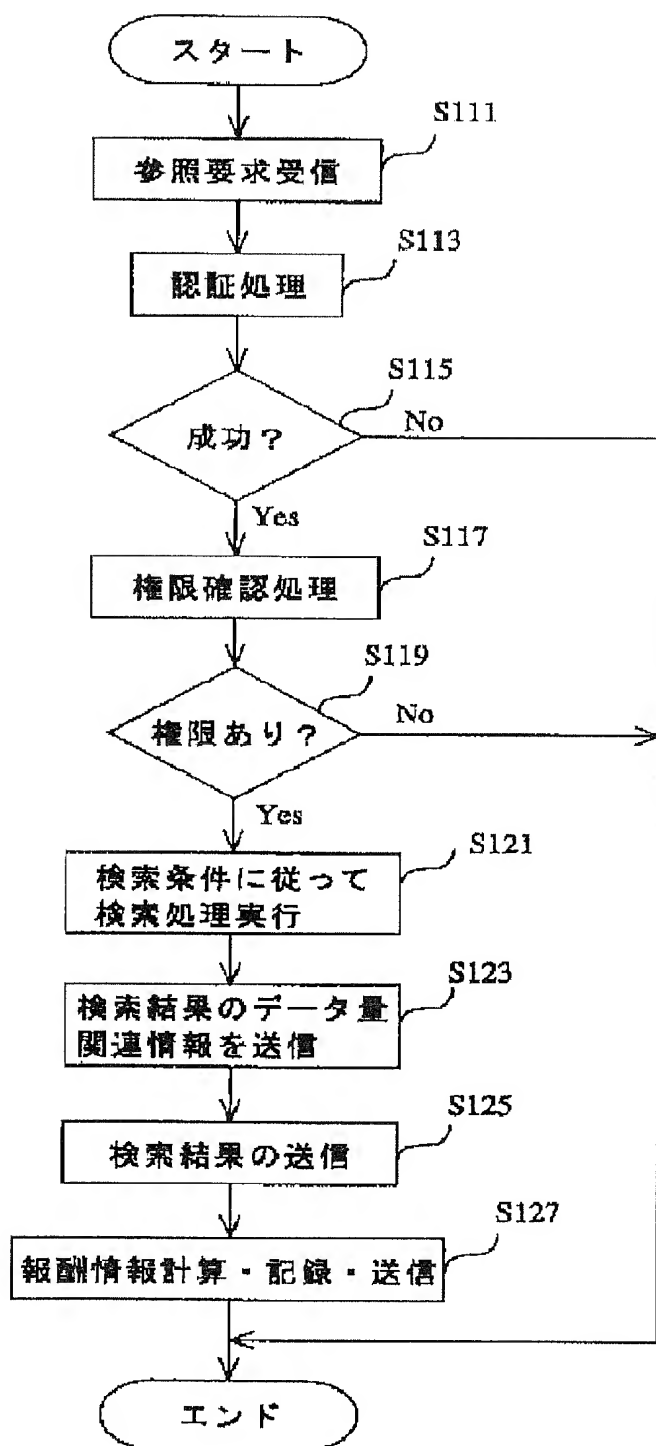 スタート
S111
参照要求受信
S113
認証処理
S115
成功?
No
Yes
S117
権限確認処理
S119
権限あり?
No
Yes
S121
検索条件に従って
検索処理実行
S123
検索結果のデータ量
関連情報を送信
S125
検索結果の送信
S127
報酬情報計算・記録・送信
エンド